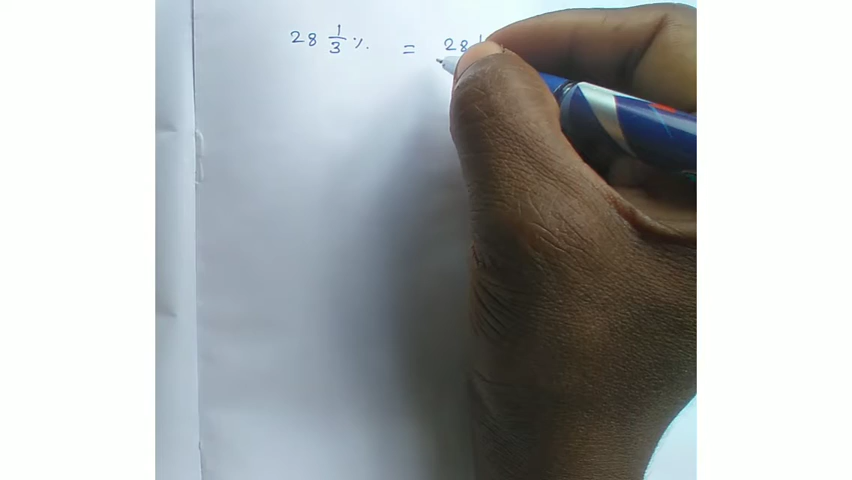 28 1/3 % = 28